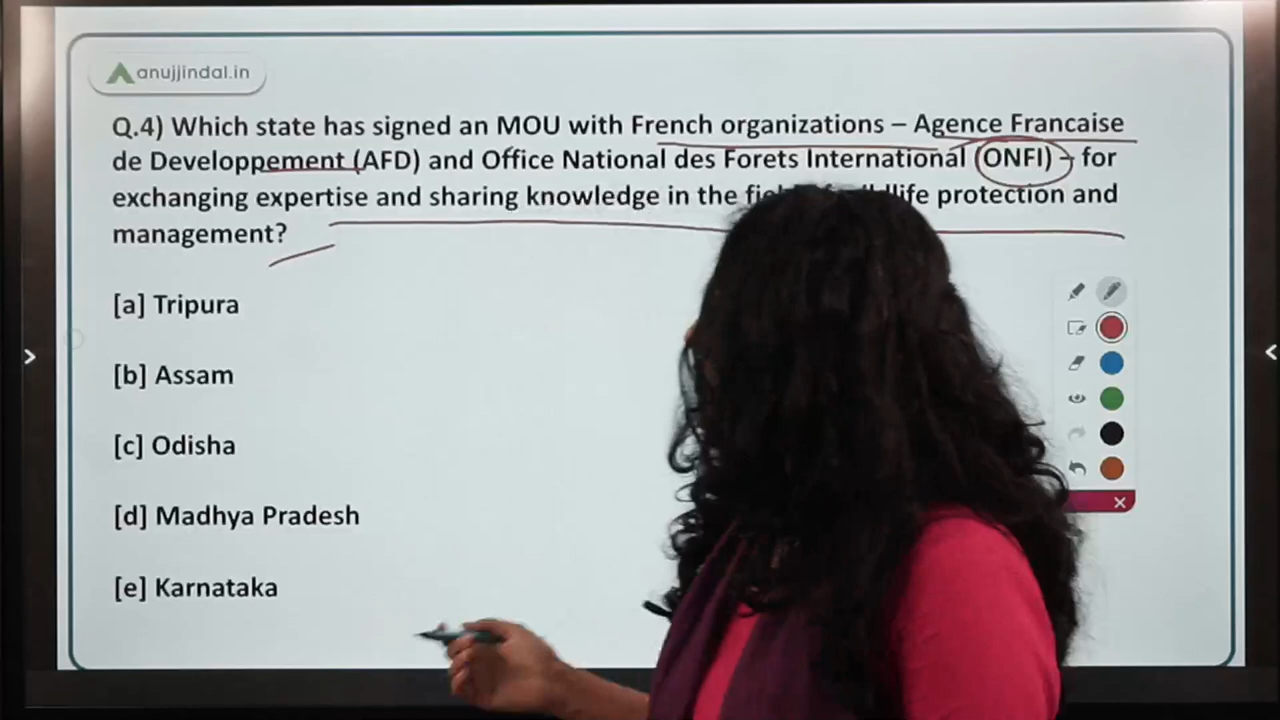 anujjindal.in
Q.4) Which state has signed an MOU with French organizations – Agence Francaise
de Developpement (AFD) and Office National des Forets International (ONFI) – for
exchanging expertise and sharing knowledge in the life protection and
management?
[a] Tripura
[b] Assam
[c] Odisha
[d] Madhya Pradesh
[e] Karnataka